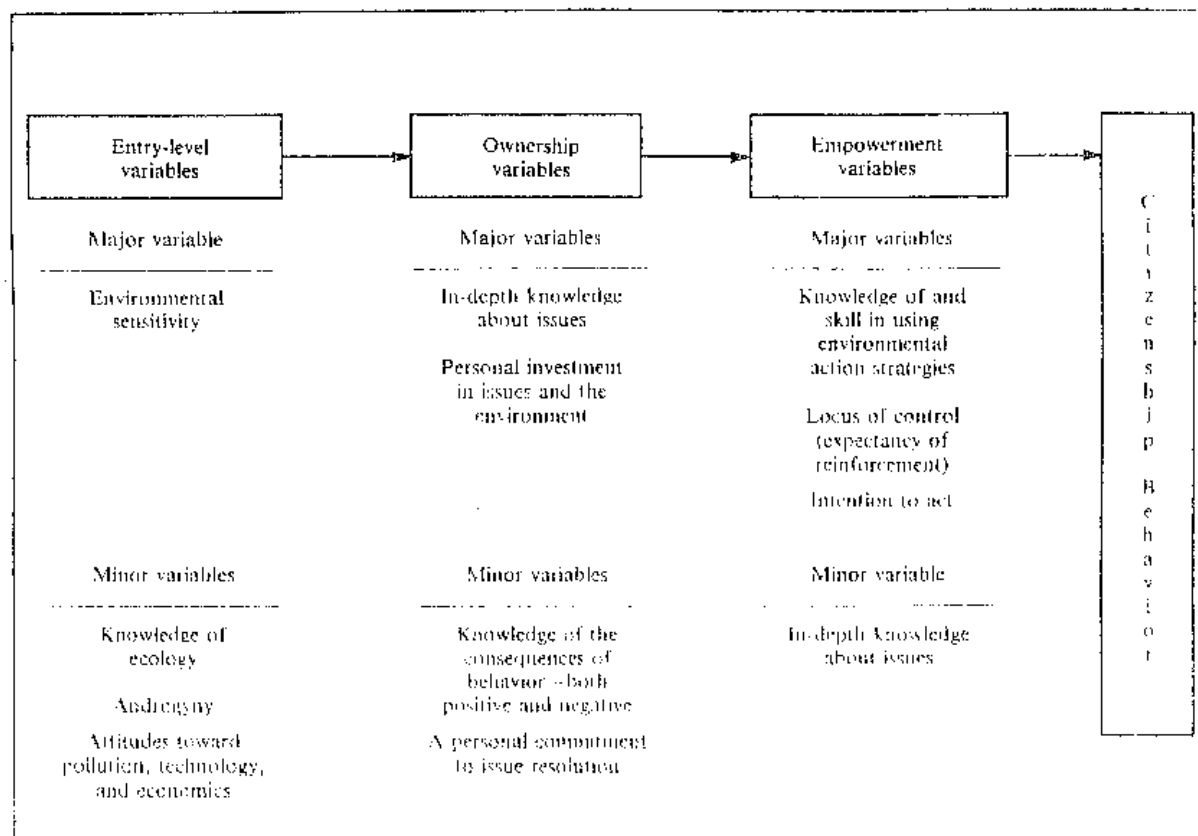 Entry-level
variables
Ownership
variables
Empowerment
variables
Major variable
Environmental
sensitivity
Major variables
In-depth knowledge
about issues
Personal investment
in issues and the
environment
Major variables
Knowledge of and
skill in using
environmental
action strategies
Locus of control
(expectancy of
reinforcement)
Intention to act
Minor variables
Knowledge of
ecology
Androgyny
Attitudes toward
pollution, technology,
and economics
Minor variables
Knowledge of the
consequences of
behavior–both
positive and negative
A personal commitment
to issue resolution
Minor variable
In-depth knowledge
about issues
Citizenship Behavior